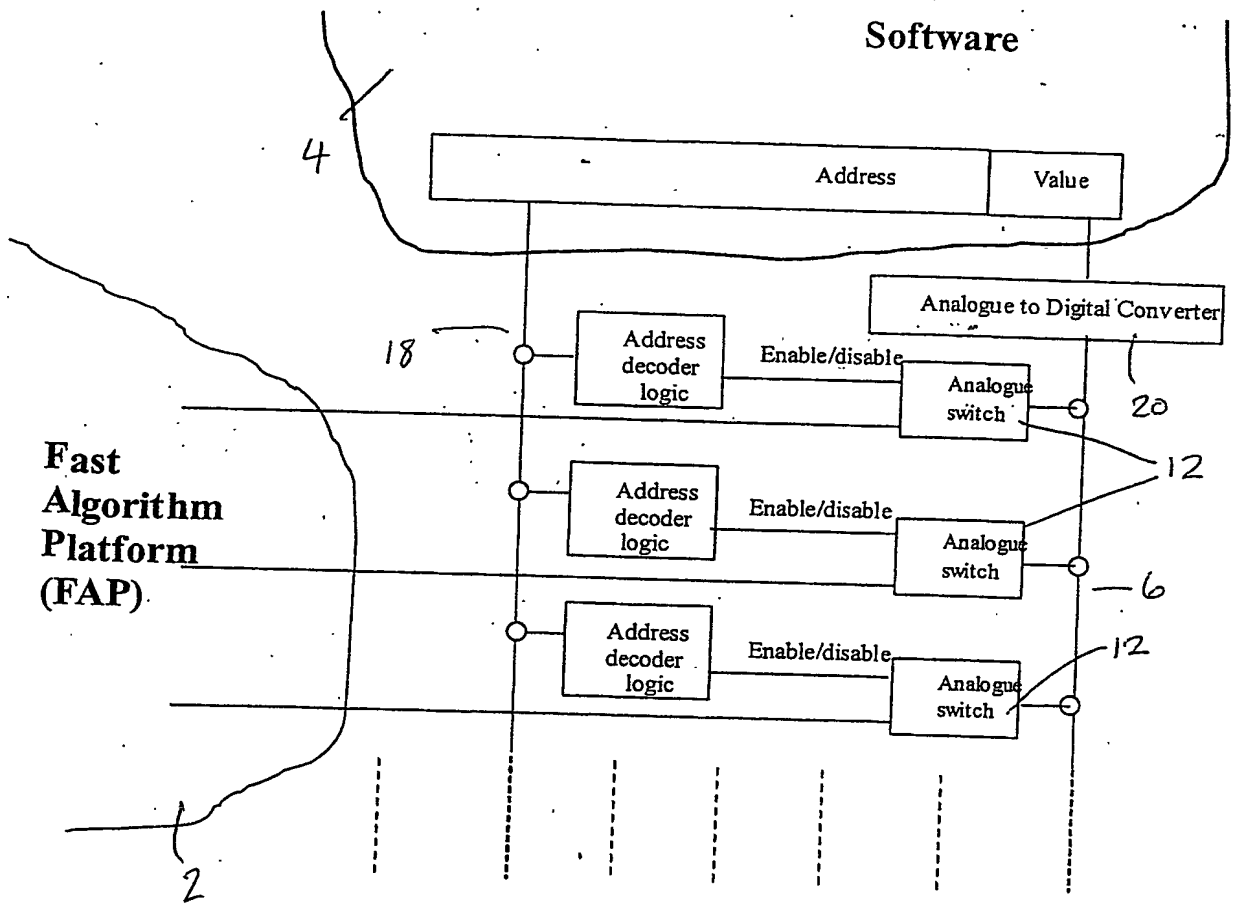 Software
4
Address
Value
Analogue to Digital Converter
18
Address
decoder
logic
Enable/disable
Analogue
switch
20
Fast
Algorithm
Platform
(FAP)
12
Address
decoder
logic
Enable/disable
Analogue
switch
6
Address
decoder
logic
Enable/disable
Analogue
switch
12
2